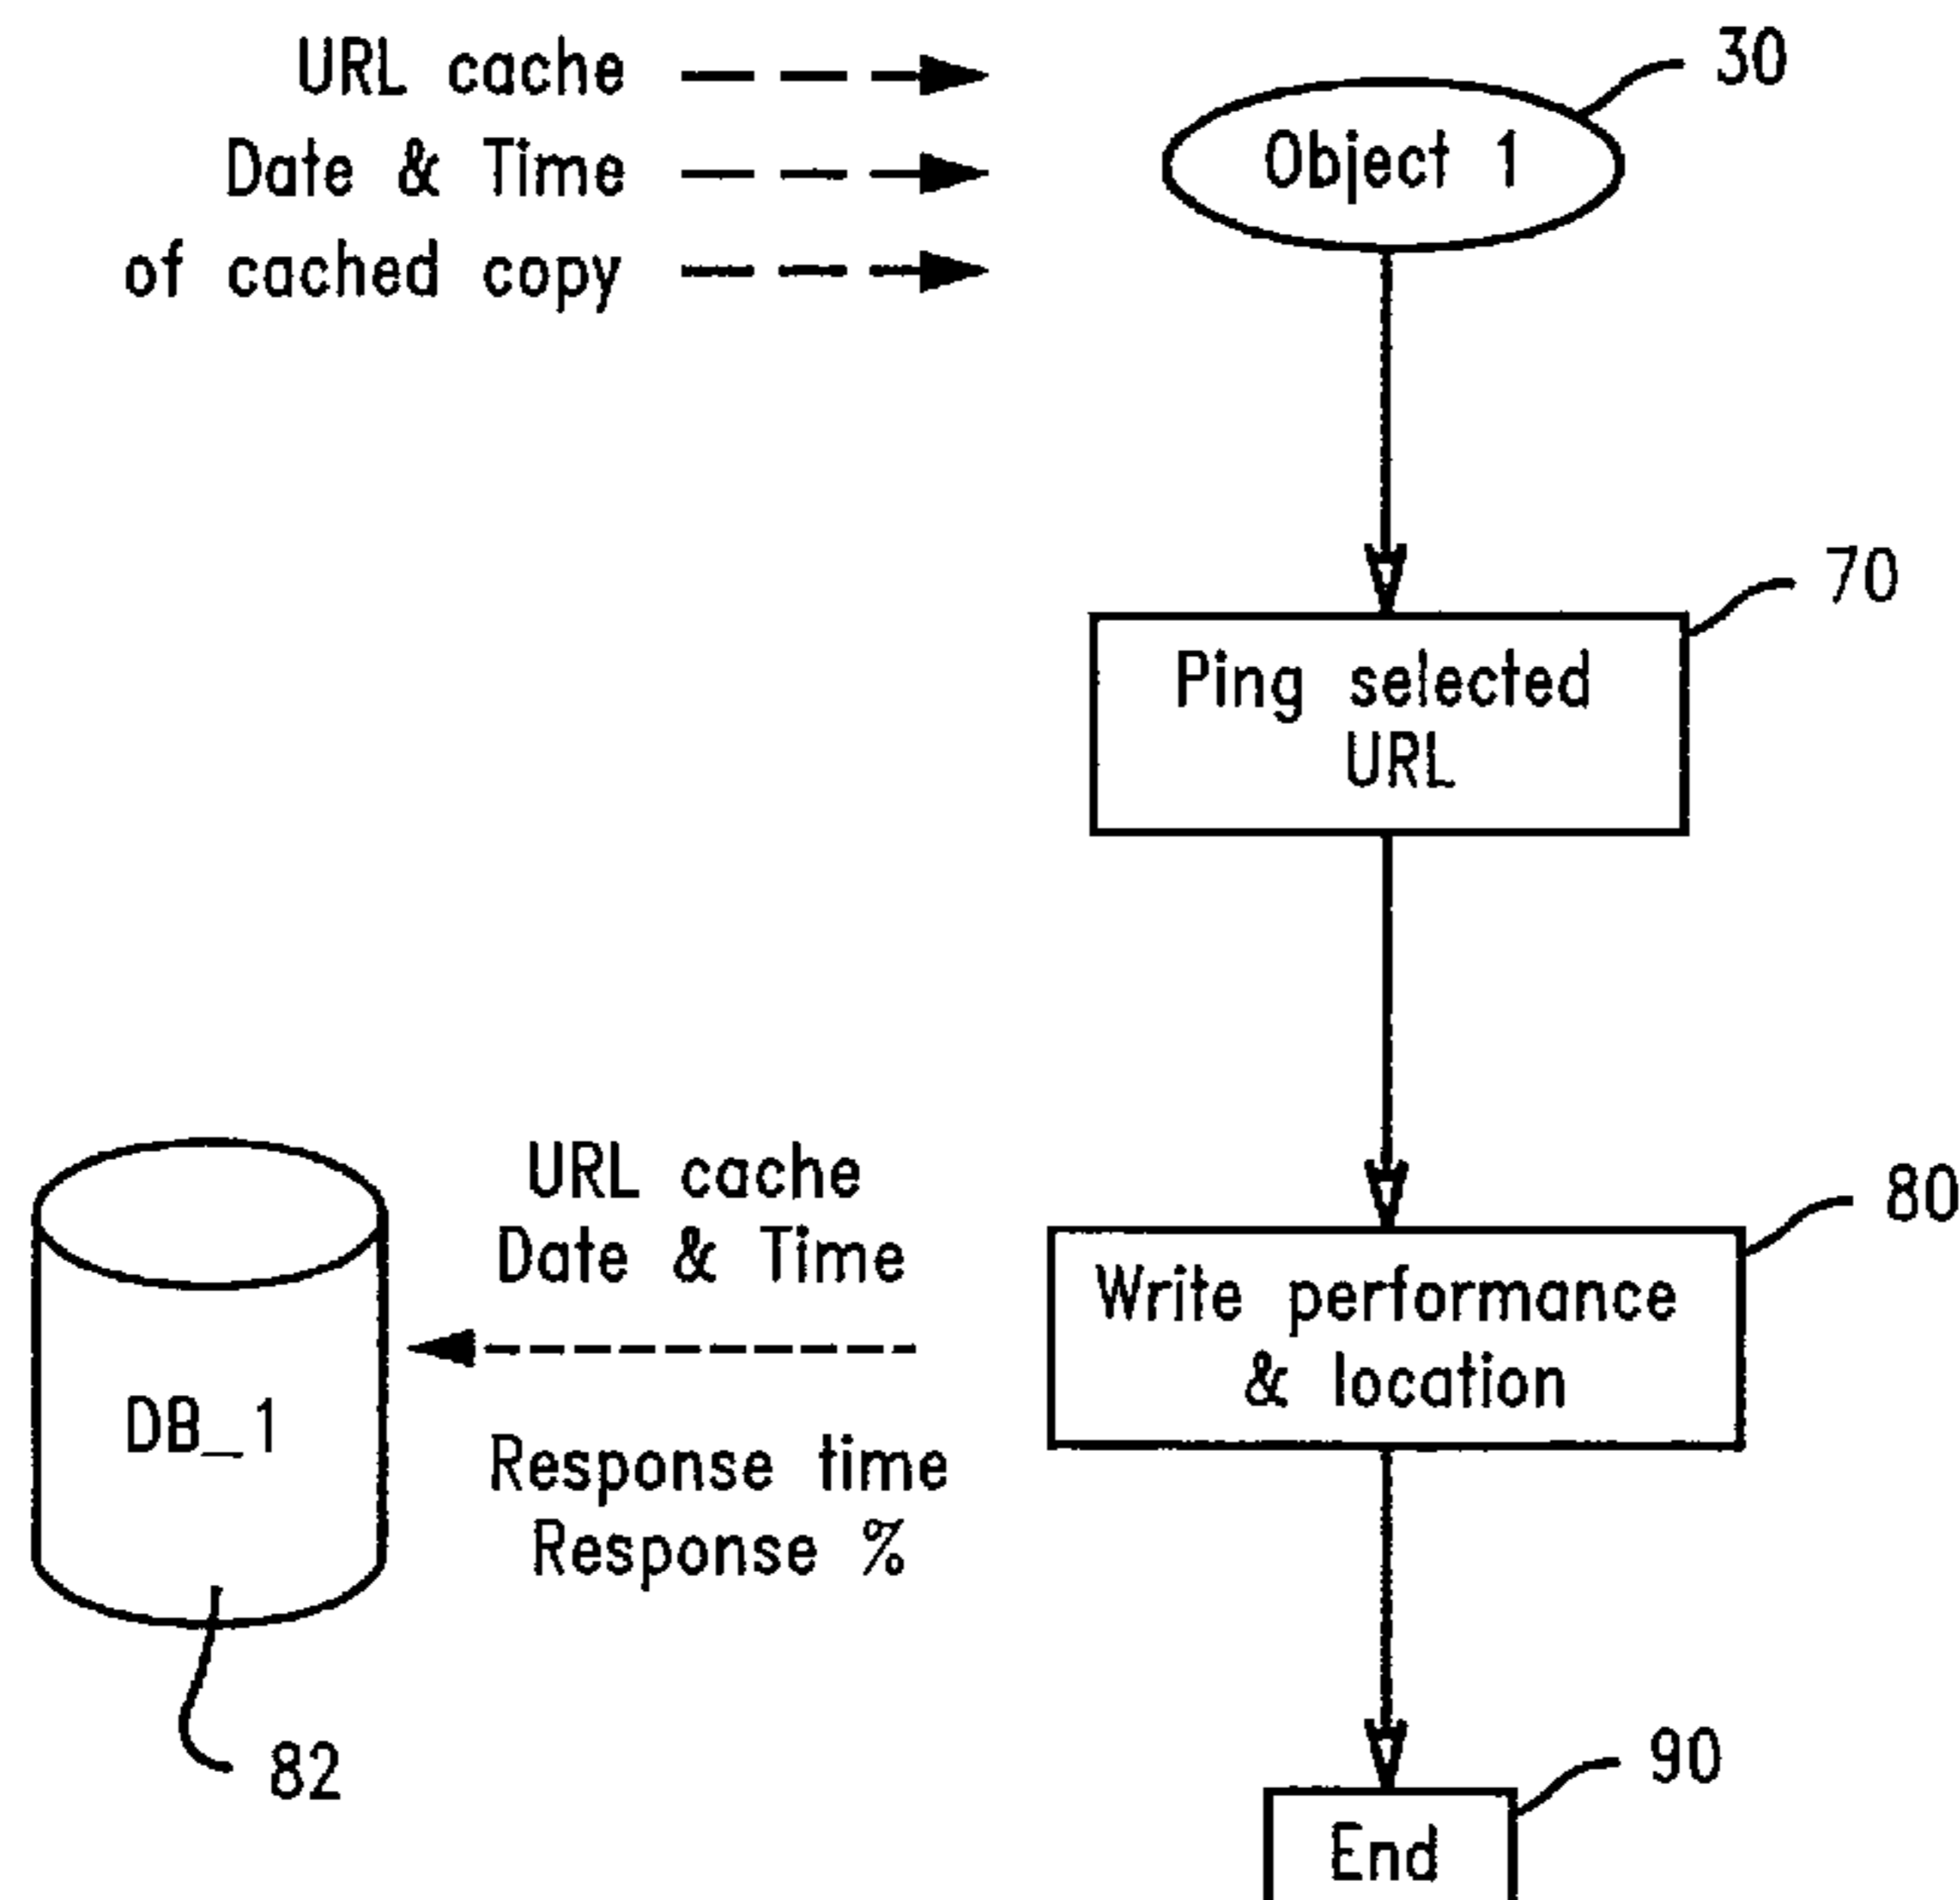 URL cache
Date & Time
of cached copy
Object 1
30
Ping selected
URL
70
Write performance
& location
80
URL cache
Date & Time
Response time
Response %
DB_1
82
End
90